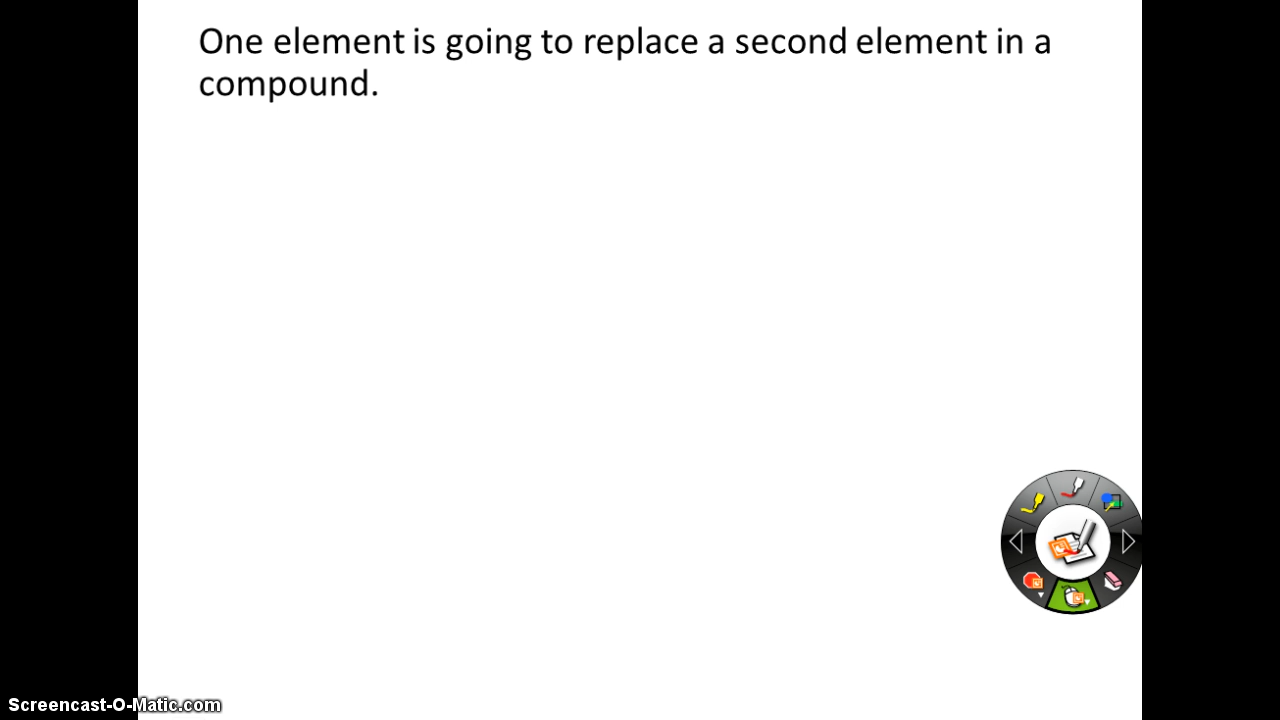 One element is going to replace a second element in a
compound.
Screencast-O-Matic.com